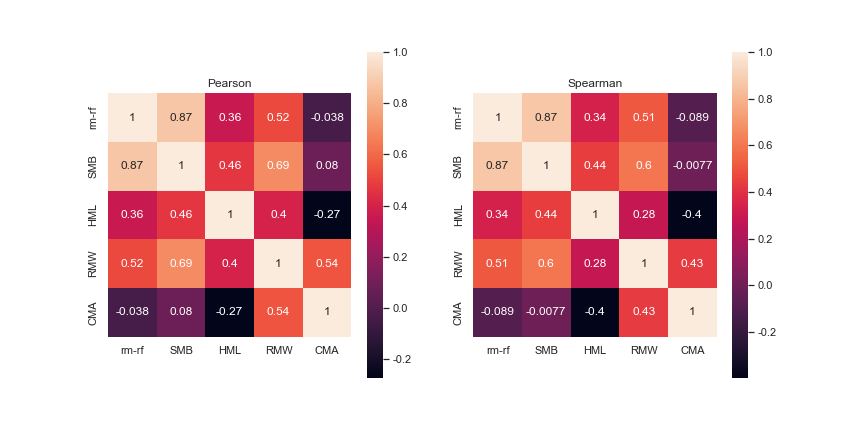 Pearson
rm-rf 1 0.87 0.36 0.52 -0.038
SMB 0.87 1 0.46 0.69 0.08
HML 0.36 0.46 1 0.4 -0.27
RMW 0.52 0.69 0.4 1 0.54
CMA -0.038 0.08 -0.27 0.54 1
rm-rf SMB HML RMW CMA
1.0
0.8
0.6
0.4
0.2
0.0
-0.2
Spearman
rm-rf 1 0.87 0.34 0.51 -0.089
SMB 0.87 1 0.44 0.6 -0.0077
HML 0.34 0.44 1 0.28 -0.4
RMW 0.51 0.6 0.28 1 0.43
CMA -0.089 -0.0077 -0.4 0.43 1
rm-rf SMB HML RMW CMA
1.0
0.8
0.6
0.4
0.2
0.0
-0.2